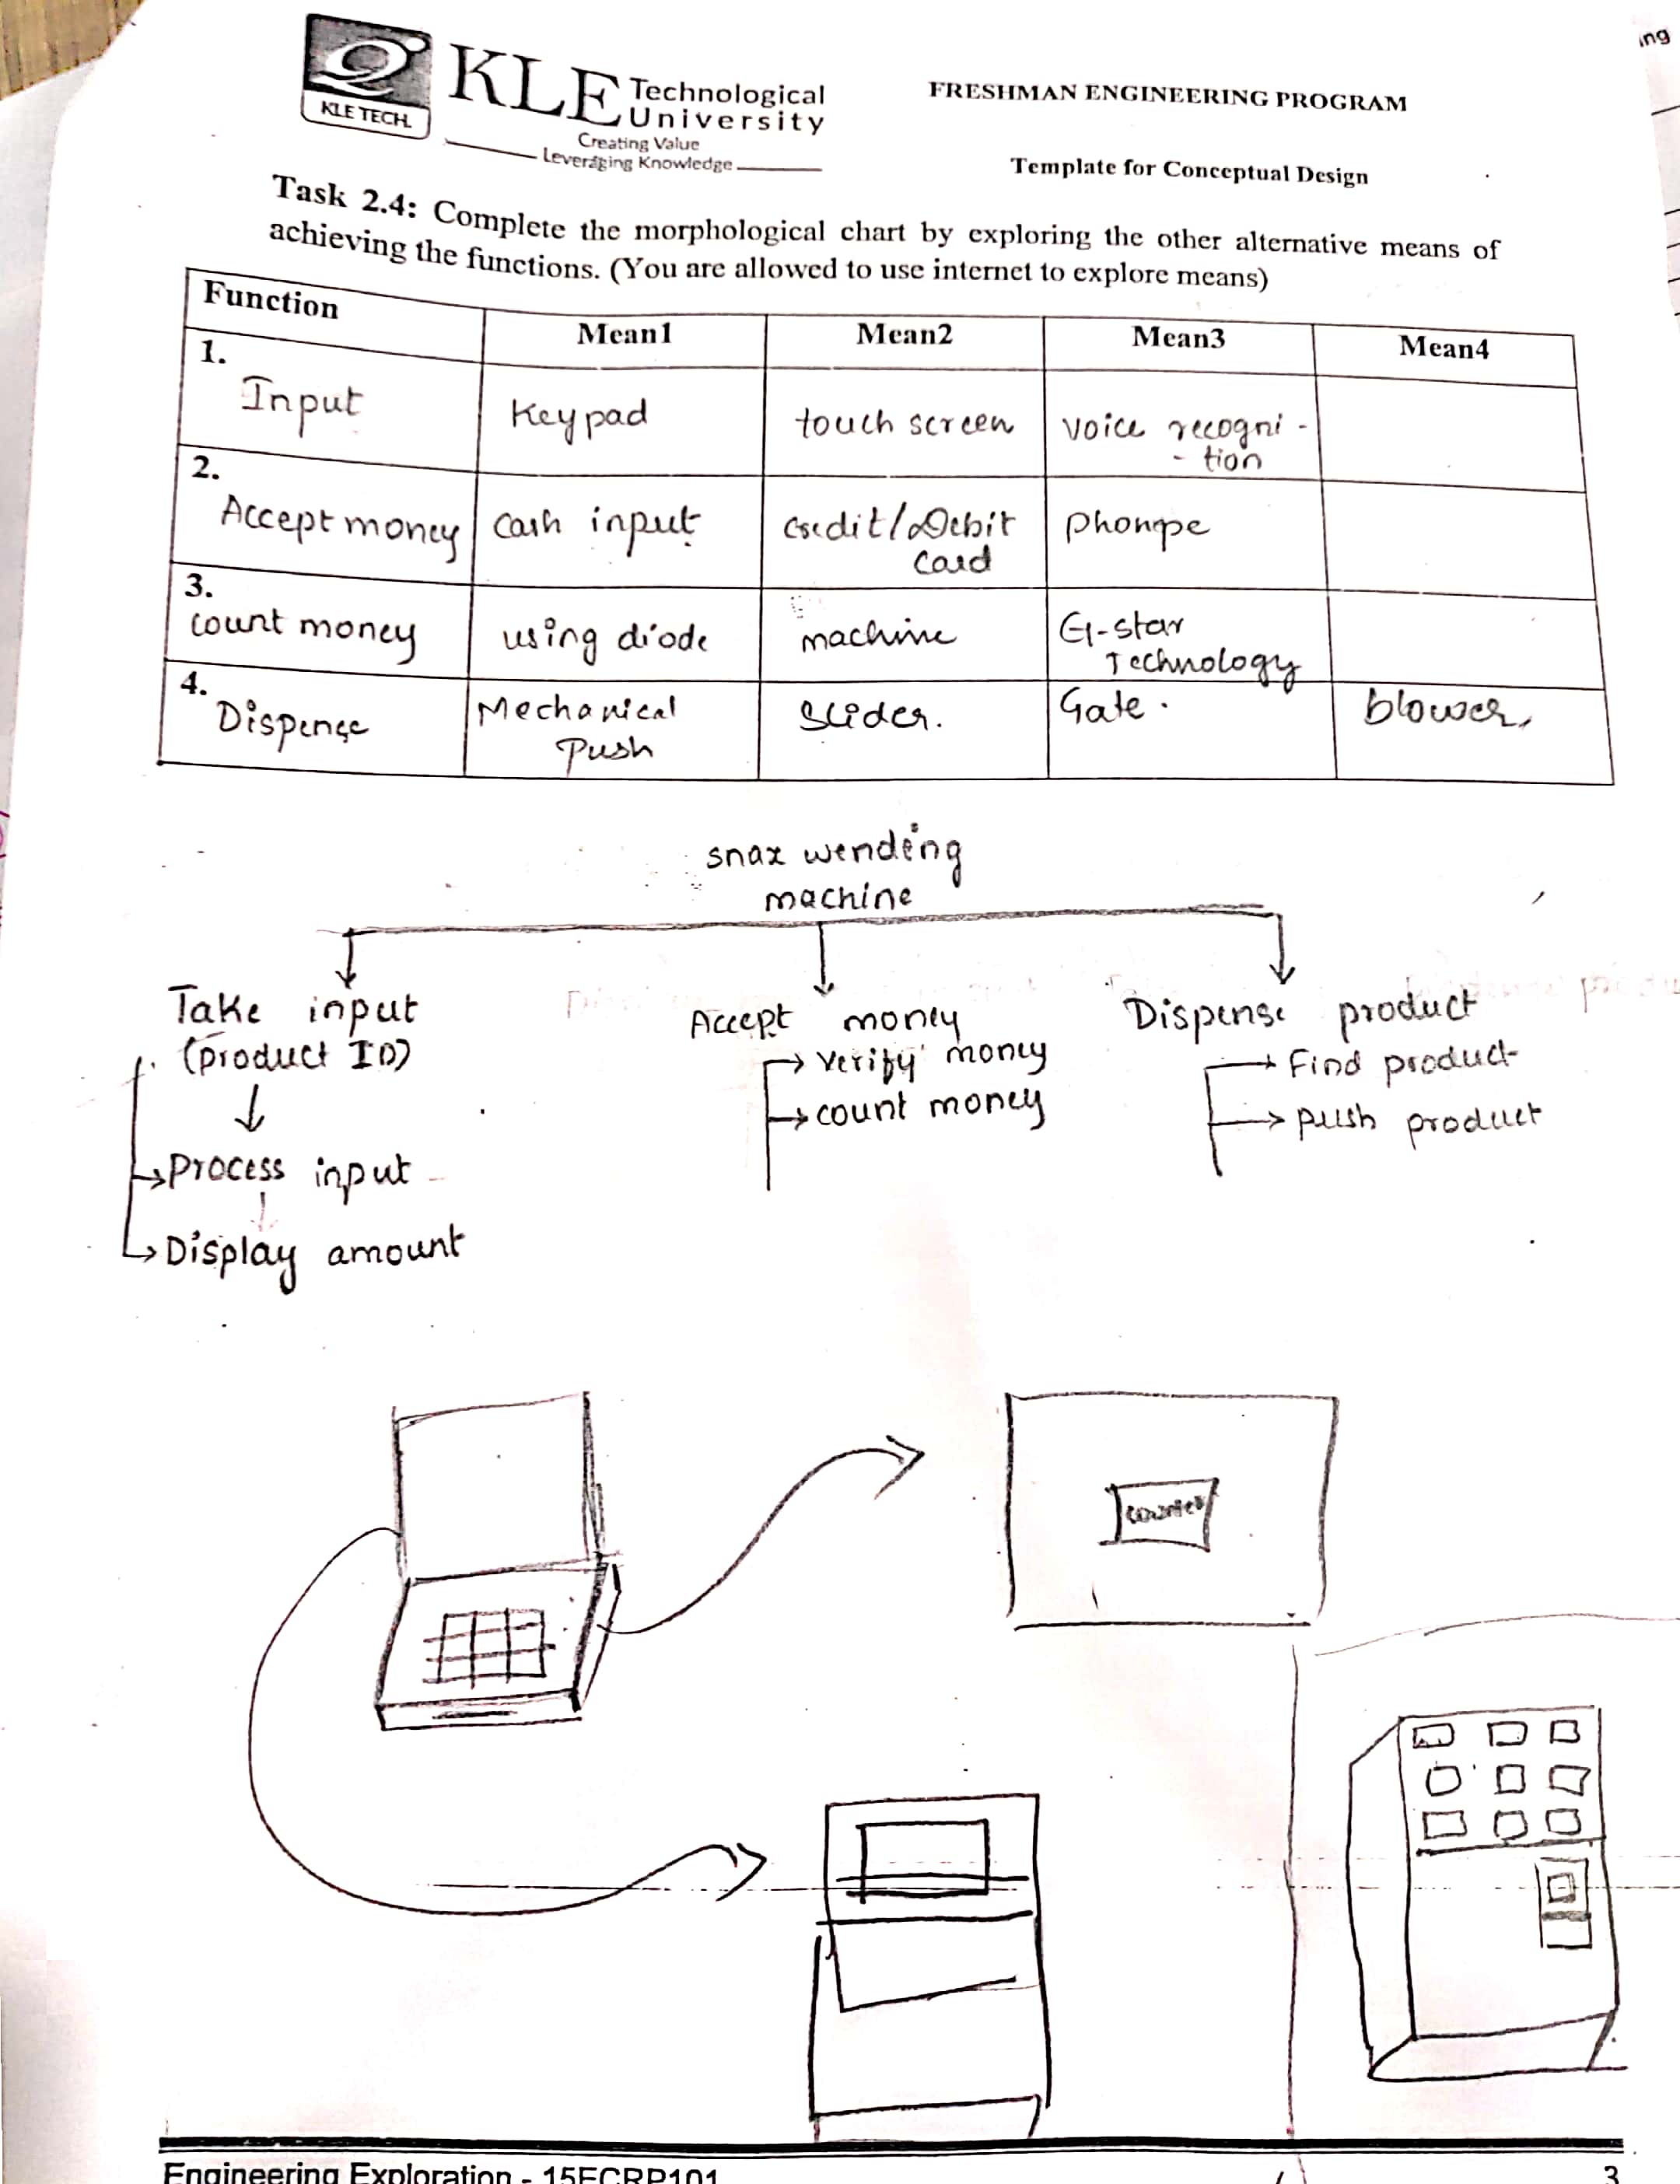 ing
KLE TECH.
KLE Technological
University
Creating Value
Leveraging Knowledge
FRESHMAN ENGINEERING PROGRAM
Template for Conceptual Design
Task 2.4: Complete the morphological chart by exploring the other alternative means of
achieving the functions. (You are allowed to use internet to explore means)
Function Mean1 Mean2 Mean3 Mean4
1.
Input Keypad touch screen voice recogni-
-tion
2.
Accept money cash input credit/Debit Phonpe
card
3.
count money using diode machine G-star
Technology
4.
Dispense Mechanical Slider. Gate. blower,
Push
snax wending
machine
Take input Accept money Dispense product
(product ID) verify money Find product
count money push product
Process input
Display amount
counter
Engineering Exploration - 15ECRP101 3